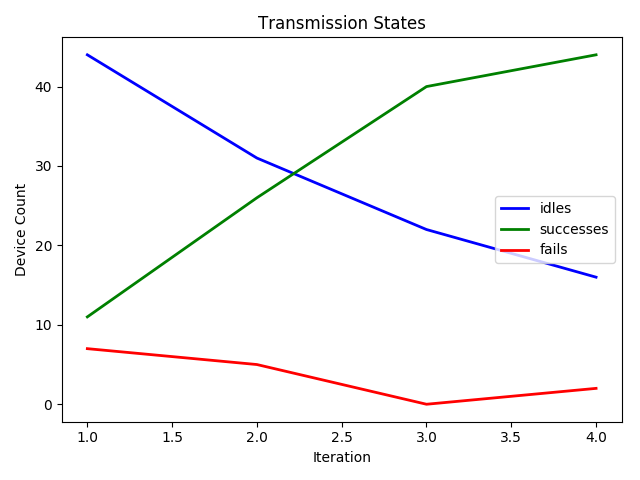 Transmission States
Device Count
40
30
20
10
0
idles
successes
fails
1.0 1.5 2.0 2.5 3.0 3.5 4.0
Iteration